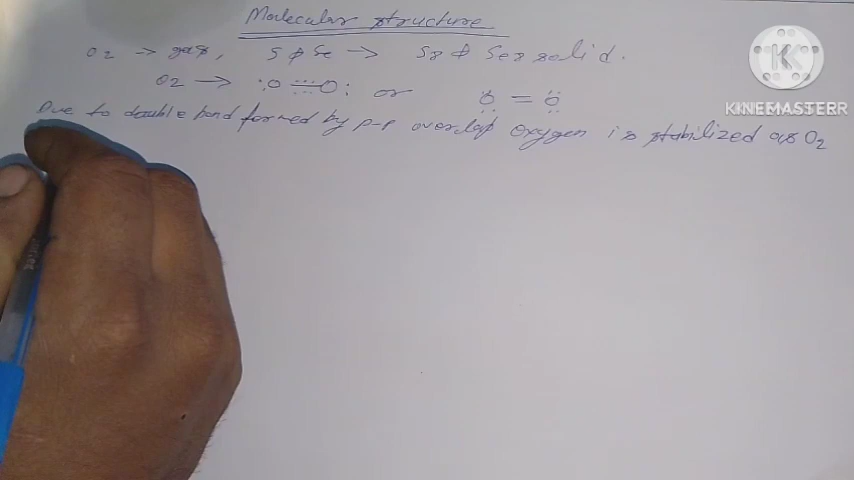 Molecular structure
O2 → gas, S & Se → S8 & Se8 solid.
O2 → :O ⋯ O: or :Ö = Ö:
Due to double bond formed by p-p overlap oxygen is stabilized as O2
KINEMASTER